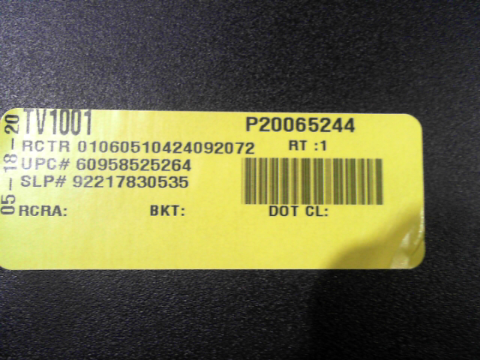 05-18-20
TV1001 P20065244
RCTR 01060510424092072 RT :1
UPC# 60958525264
SLP# 92217830535
RCRA: BKT: DOT CL: